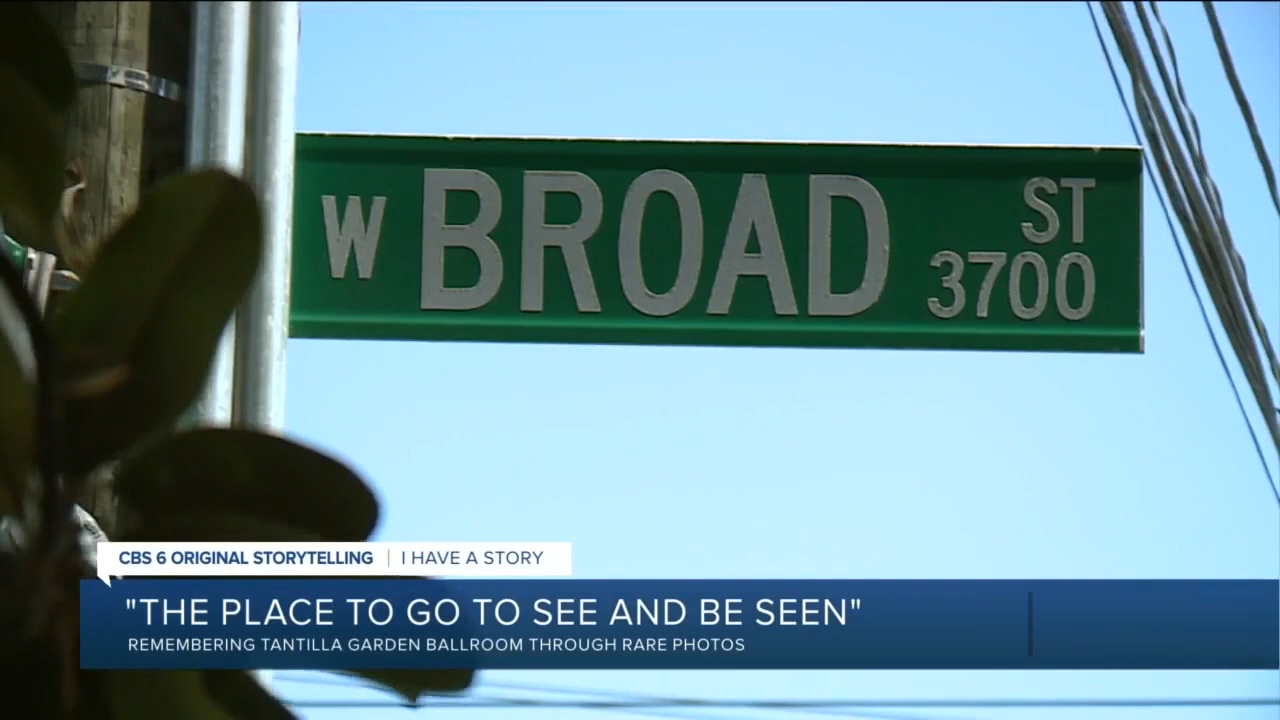 W BROAD ST
3700
CBS 6 ORIGINAL STORYTELLING | I HAVE A STORY
"THE PLACE TO GO TO SEE AND BE SEEN"
REMEMBERING TANTILLA GARDEN BALLROOM THROUGH RARE PHOTOS